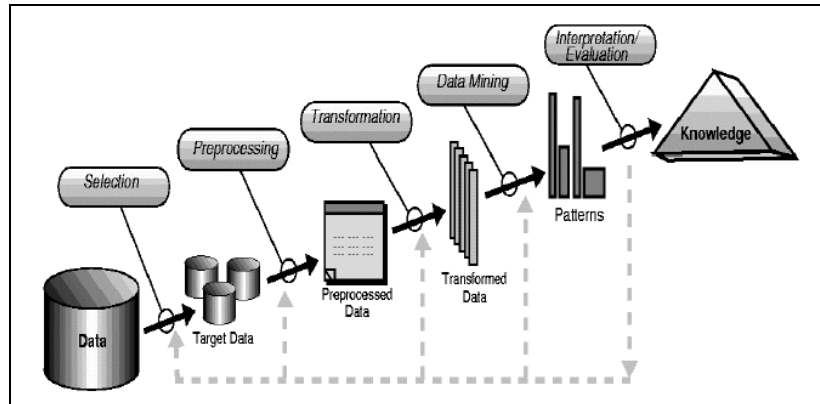 Interpretation/
Evaluation
Data Mining
Transformation
Preprocessing
Selection
Knowledge
Patterns
Transformed
Data
Preprocessed
Data
Target Data
Data